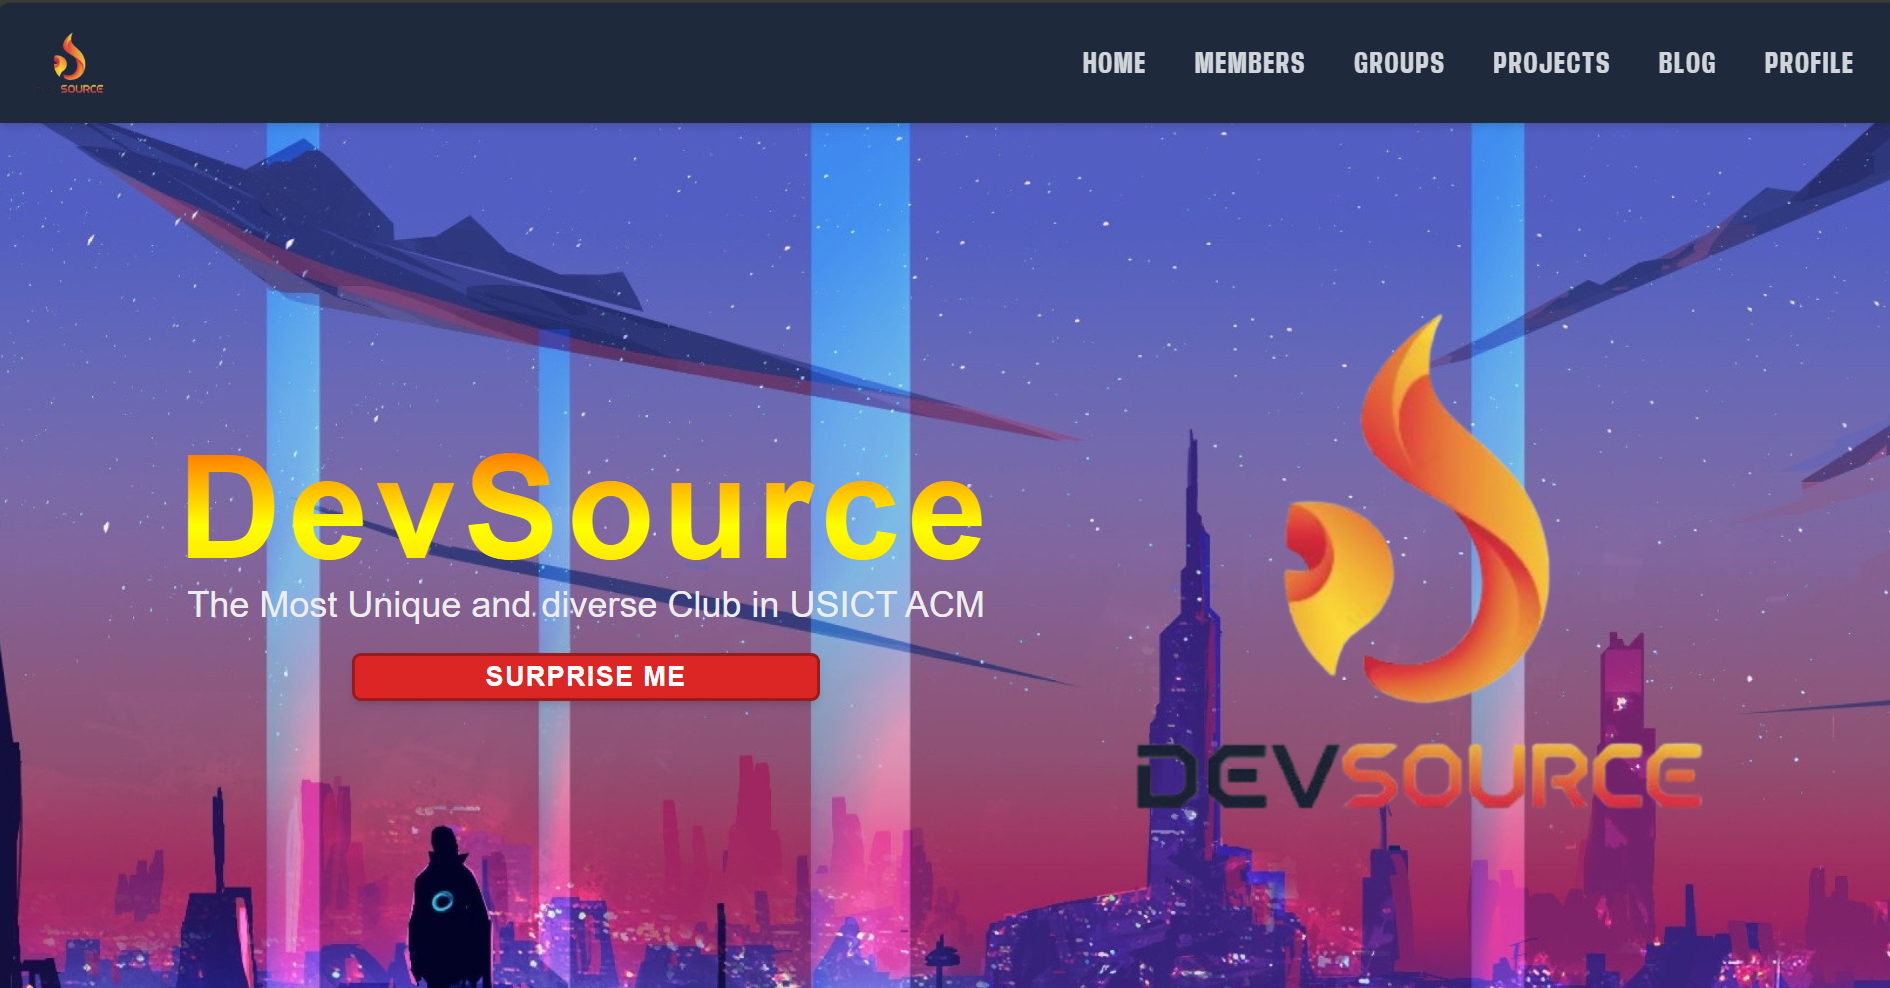 SOURCE
HOME MEMBERS GROUPS PROJECTS BLOG PROFILE
DevSource
The Most Unique and diverse Club in USICT ACM
SURPRISE ME
DEVSOURCE